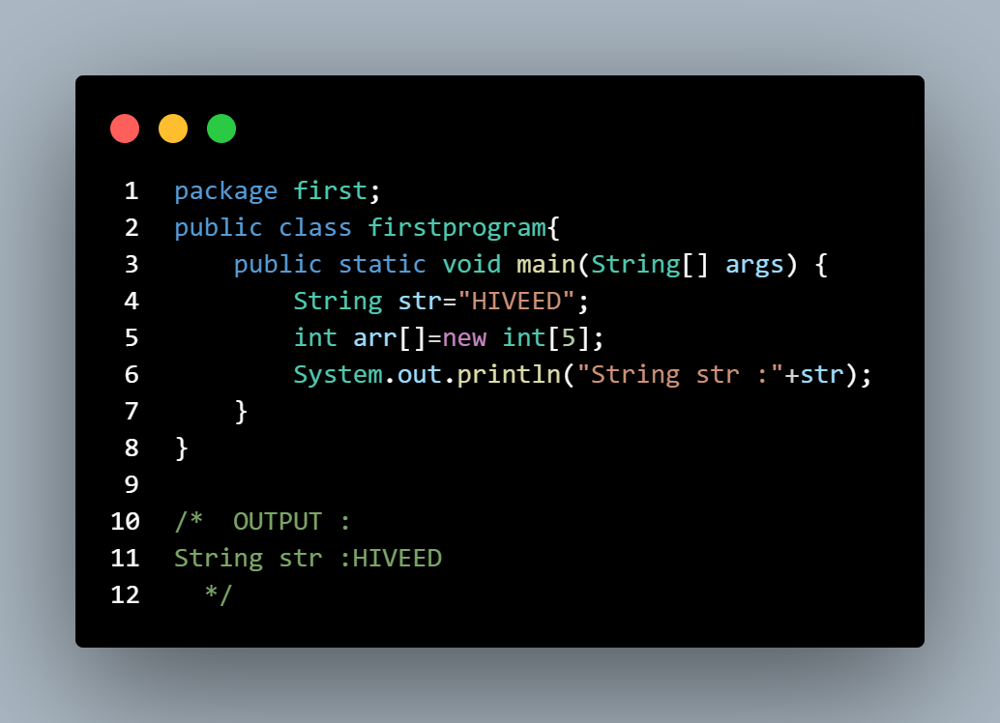 1 package first;
2 public class firstprogram{
3     public static void main(String[] args) {
4         String str="HIVEED";
5         int arr[]=new int[5];
6         System.out.println("String str :"+str);
7     }
8 }
9
10 /*  OUTPUT :
11 String str :HIVEED
12   */